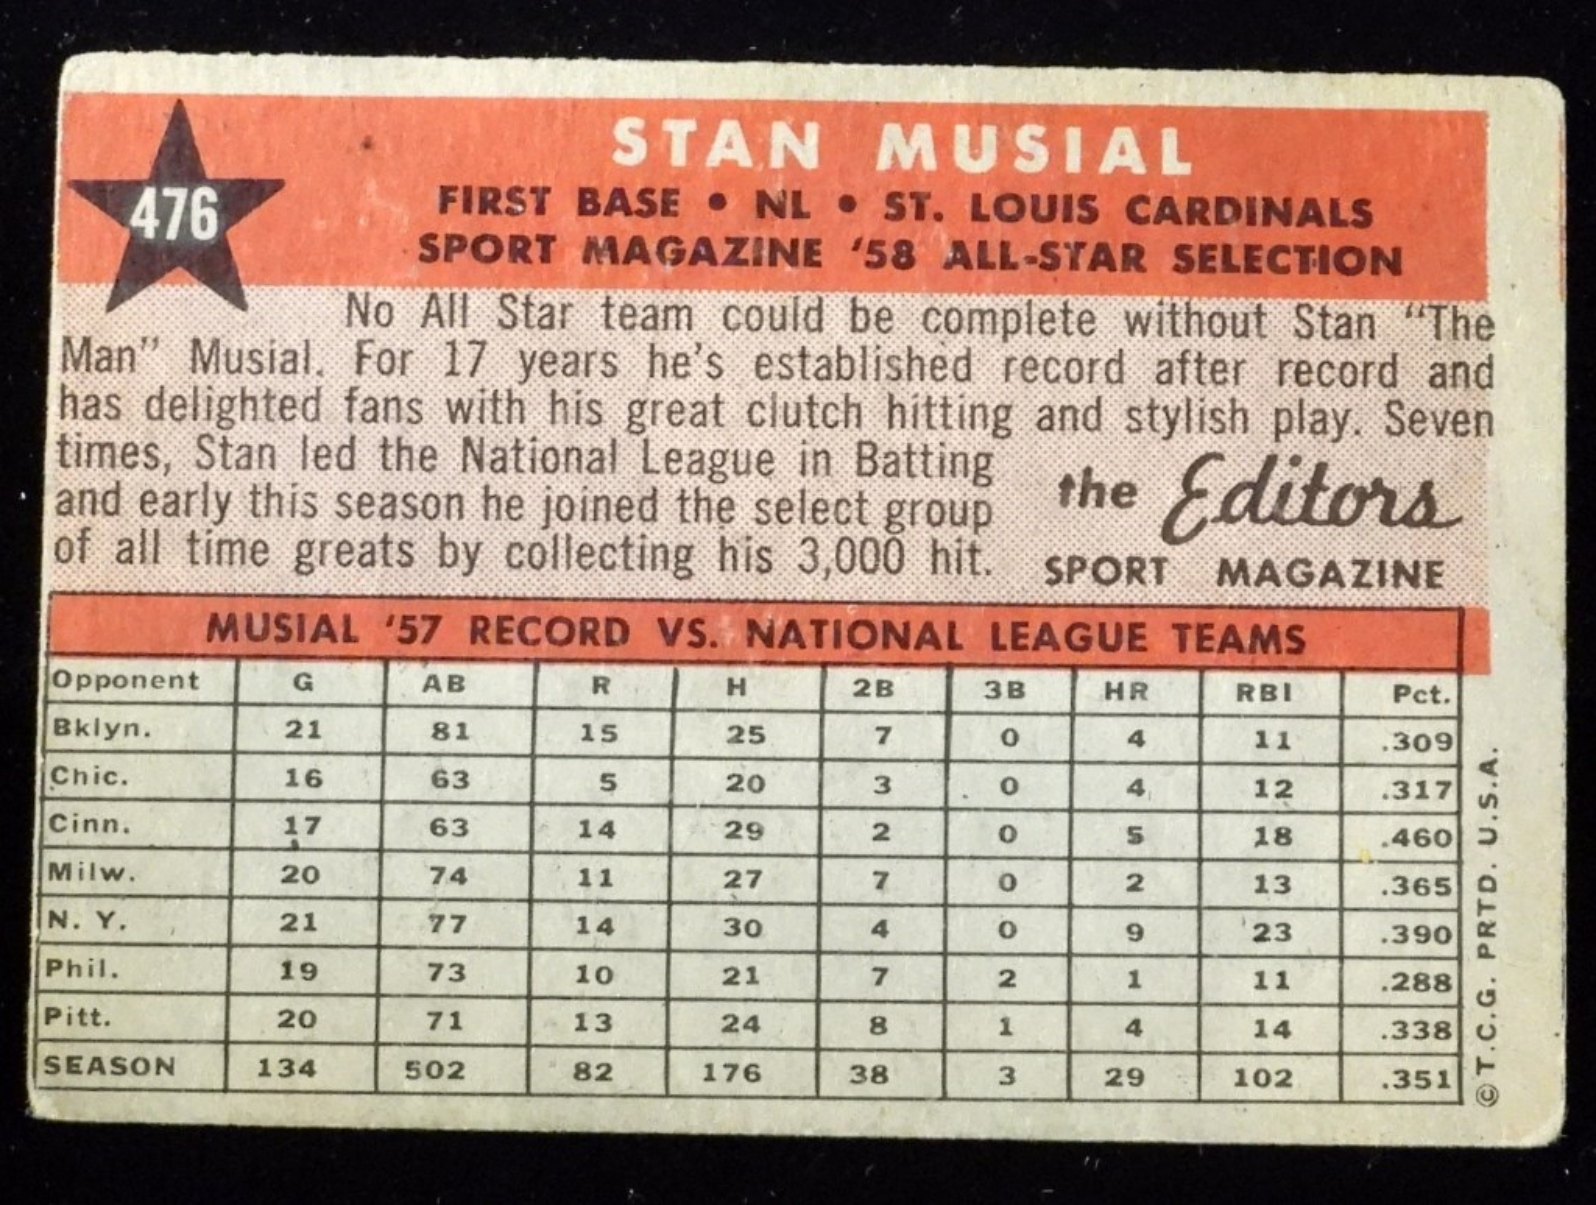 476
STAN MUSIAL
FIRST BASE • NL • ST. LOUIS CARDINALS
SPORT MAGAZINE '58 ALL-STAR SELECTION
No All Star team could be complete without Stan "The
Man" Musial. For 17 years he's established record after record and
has delighted fans with his great clutch hitting and stylish play. Seven
times, Stan led the National League in Batting
and early this season he joined the select group
of all time greats by collecting his 3,000 hit.
the Editors
SPORT MAGAZINE
MUSIAL '57 RECORD VS. NATIONAL LEAGUE TEAMS
Opponent G AB R H 2B 3B HR RBI Pct.
Bklyn. 21 81 15 25 7 0 4 11 .309
Chic. 16 63 5 20 3 0 4 12 .317
Cinn. 17 63 14 29 2 0 5 18 .460
Milw. 20 74 11 27 7 0 2 13 .365
N. Y. 21 77 14 30 4 0 9 23 .390
Phil. 19 73 10 21 7 2 1 11 .288
Pitt. 20 71 13 24 8 1 4 14 .338
SEASON 134 502 82 176 38 3 29 102 .351
© T.C.G. PRTD. U.S.A.